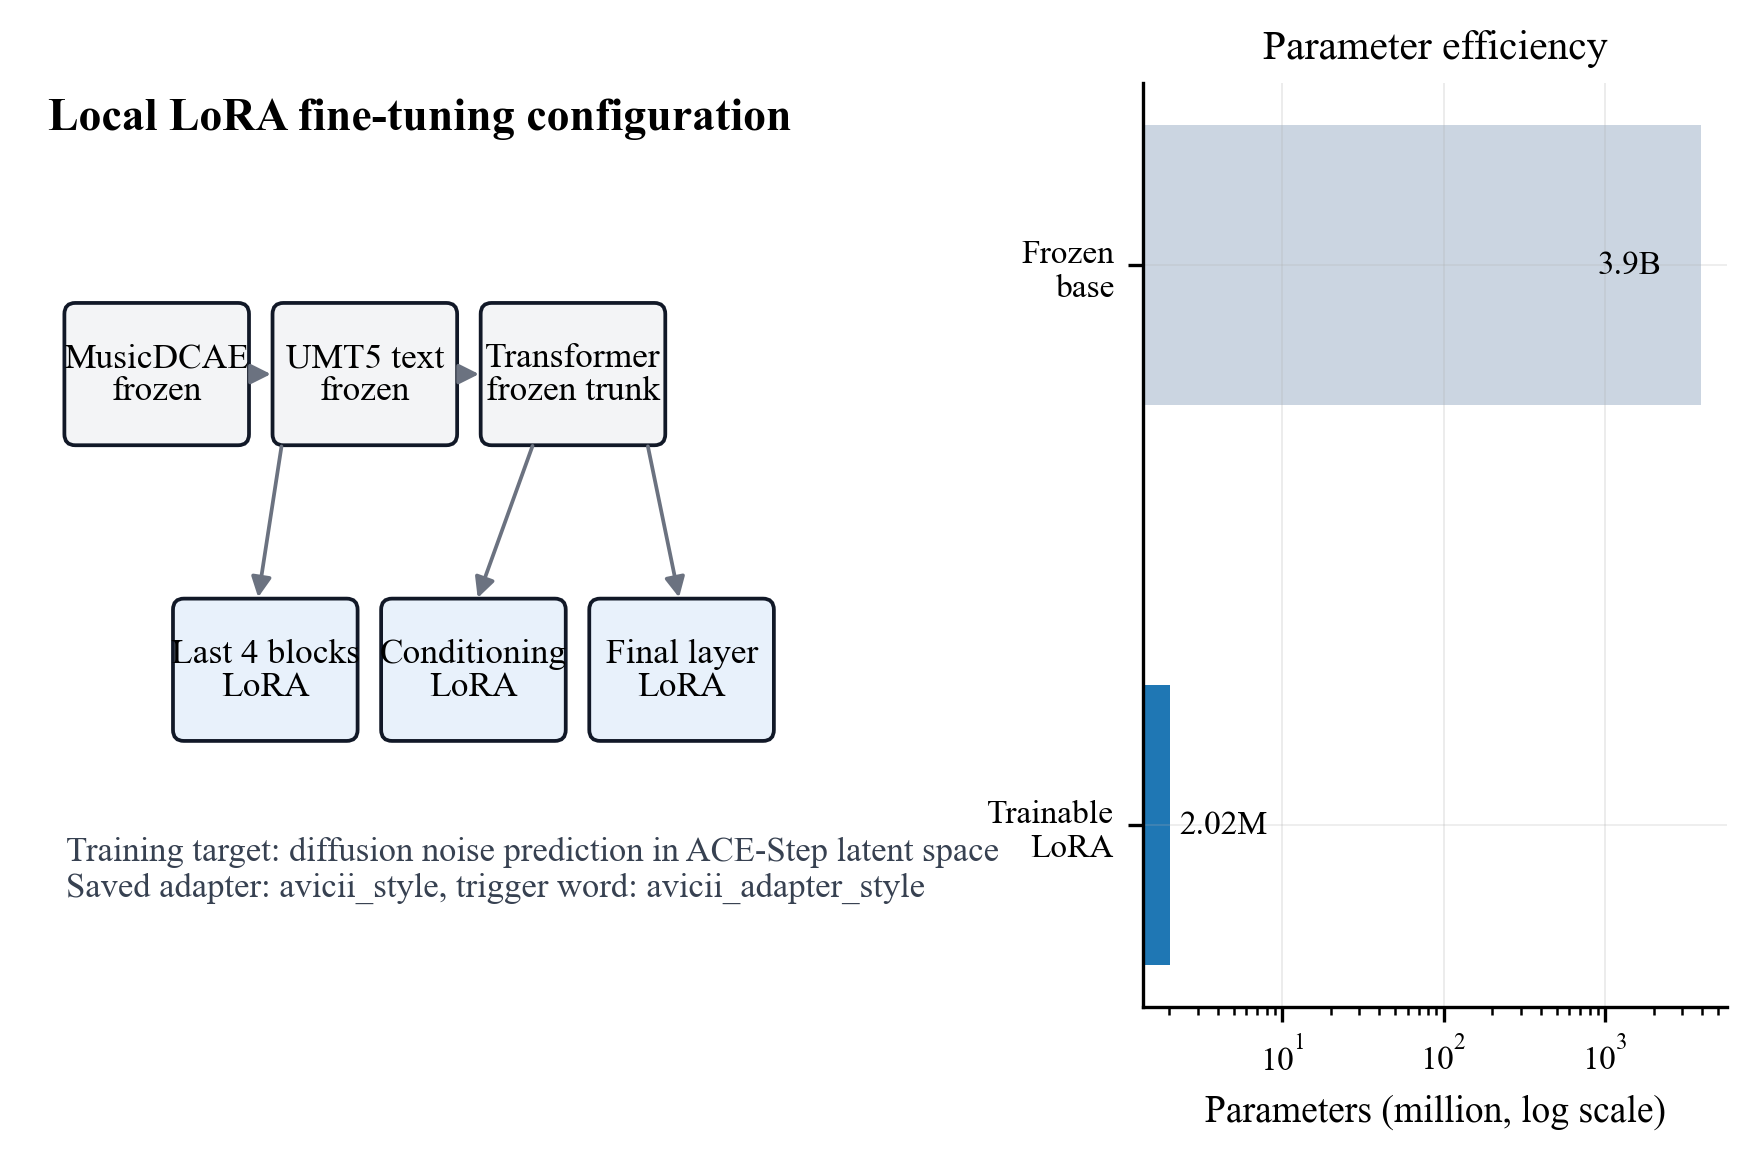 Local LoRA fine-tuning configuration
MusicDCAE
frozen
UMT5 text
frozen
Transformer
frozen trunk
Last 4 blocks
LoRA
Conditioning
LoRA
Final layer
LoRA
Training target: diffusion noise prediction in ACE-Step latent space
Saved adapter: avicii_style, trigger word: avicii_adapter_style
Parameter efficiency
Frozen
base
3.9B
Trainable
LoRA
2.02M
10^1
10^2
10^3
Parameters (million, log scale)